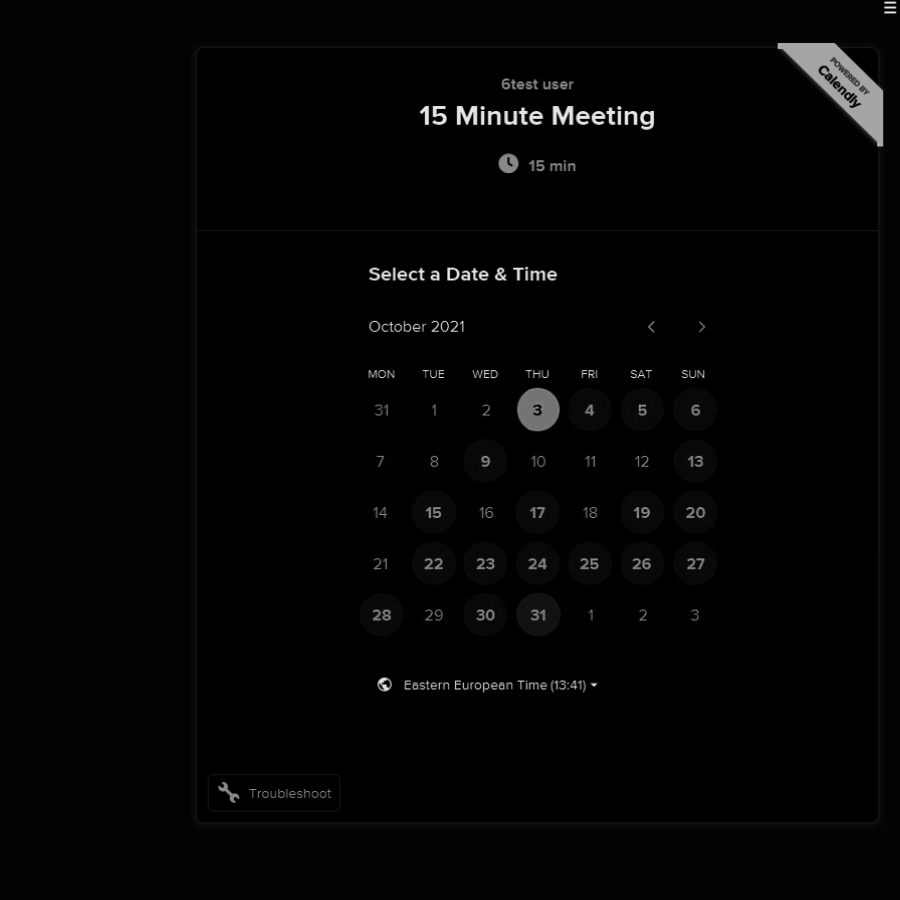 POWERED BY
Calendly
6test user
15 Minute Meeting
15 min
Select a Date & Time
October 2021
MON TUE WED THU FRI SAT SUN
31 1 2 3 4 5 6
7 8 9 10 11 12 13
14 15 16 17 18 19 20
21 22 23 24 25 26 27
28 29 30 31 1 2 3
Eastern European Time (13:41)
Troubleshoot